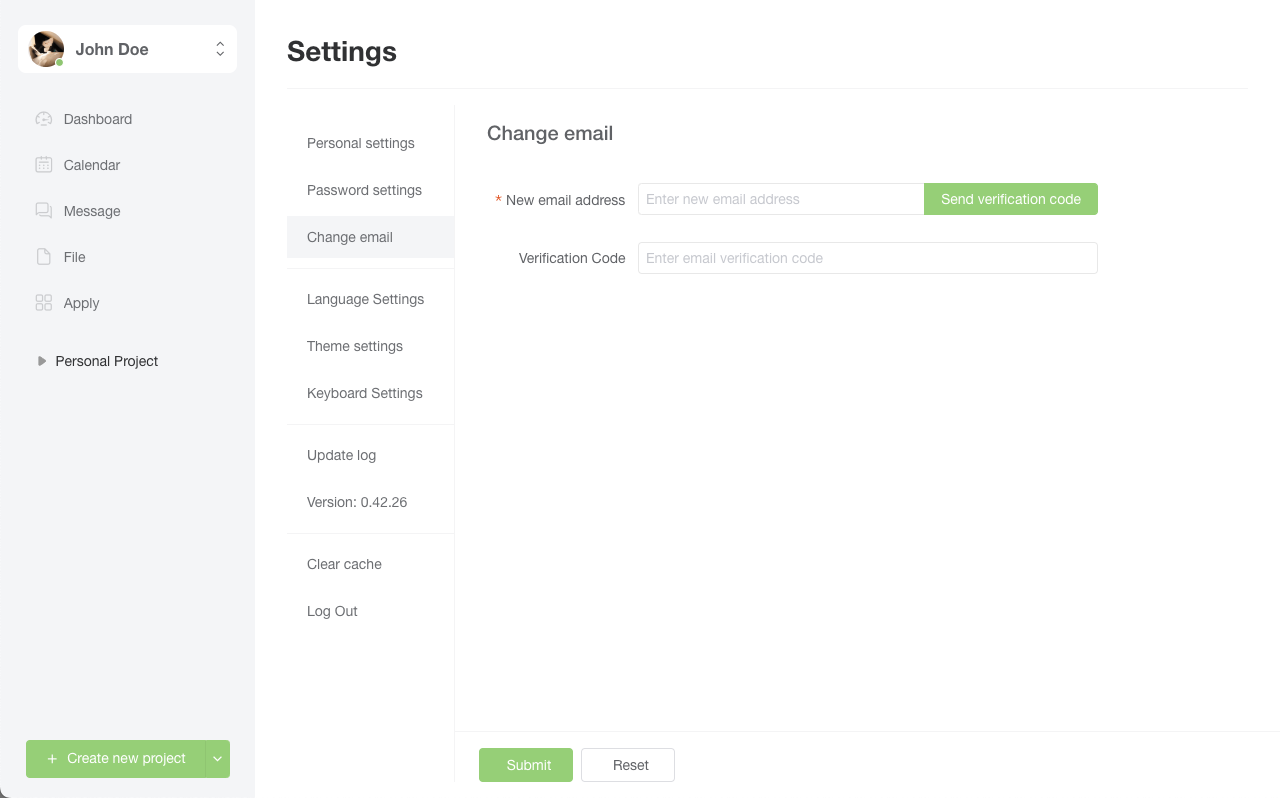 John Doe
Dashboard
Calendar
Message
File
Apply
Personal Project
Create new project
Settings
Personal settings
Password settings
Change email
Language Settings
Theme settings
Keyboard Settings
Update log
Version: 0.42.26
Clear cache
Log Out
Change email
* New email address
Enter new email address
Send verification code
Verification Code
Enter email verification code
Submit
Reset